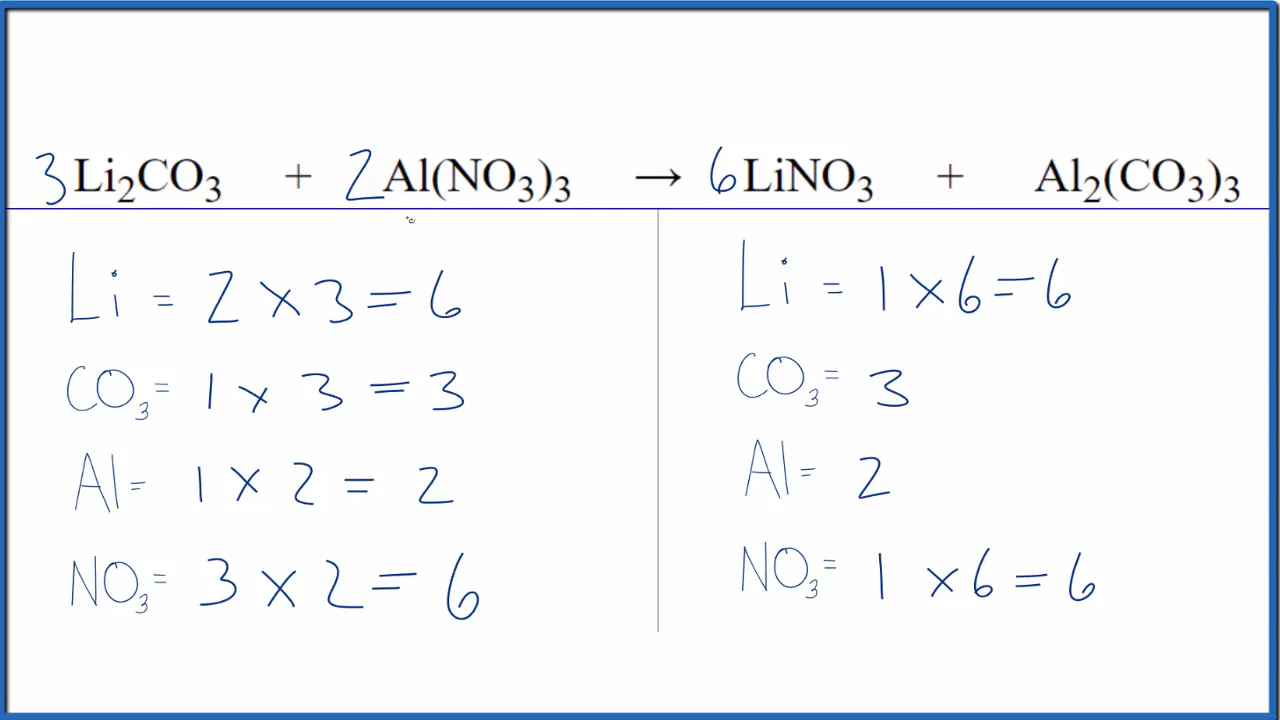 3Li₂CO₃ + 2Al(NO₃)₃ → 6LiNO₃ + Al₂(CO₃)₃
Li = 2 × 3 = 6
CO₃ = 1 × 3 = 3
Al = 1 × 2 = 2
NO₃ = 3 × 2 = 6
Li = 1 × 6 = 6
CO₃ = 3
Al = 2
NO₃ = 1 × 6 = 6